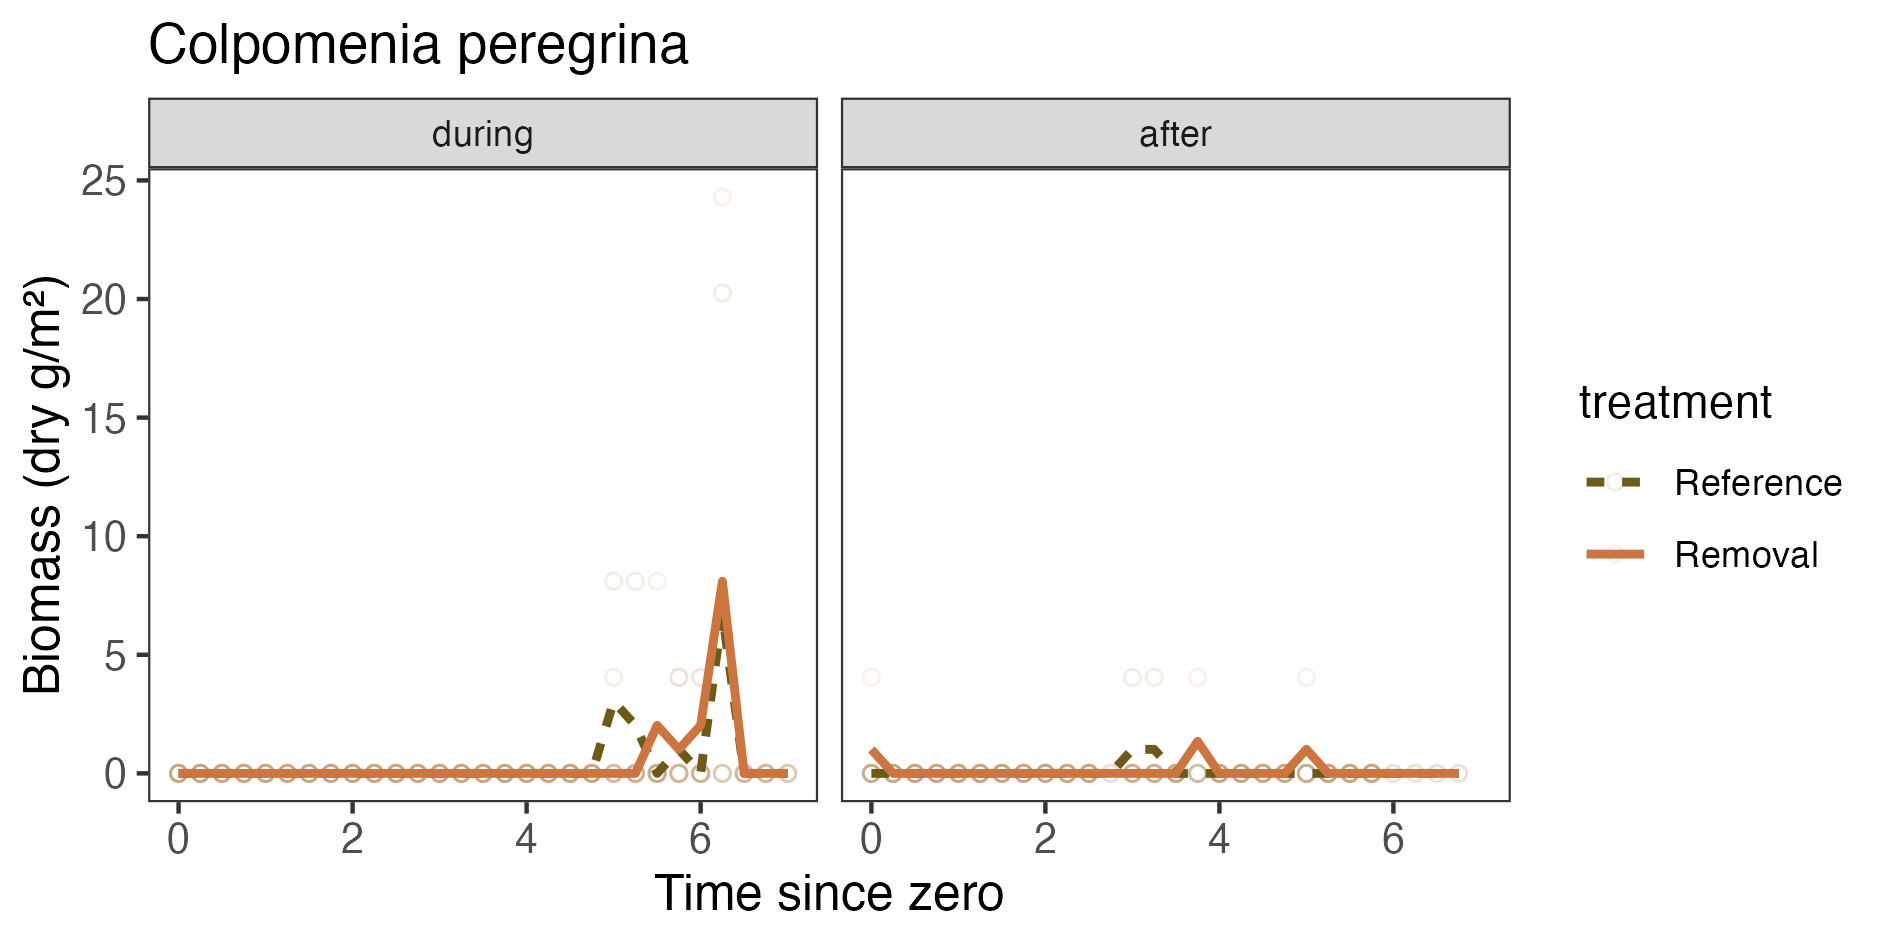 Colpomenia peregrina
during
after
25
20
15
10
5
0
Biomass (dry g/m²)
0 2 4 6
0 2 4 6
Time since zero
treatment
Reference
Removal